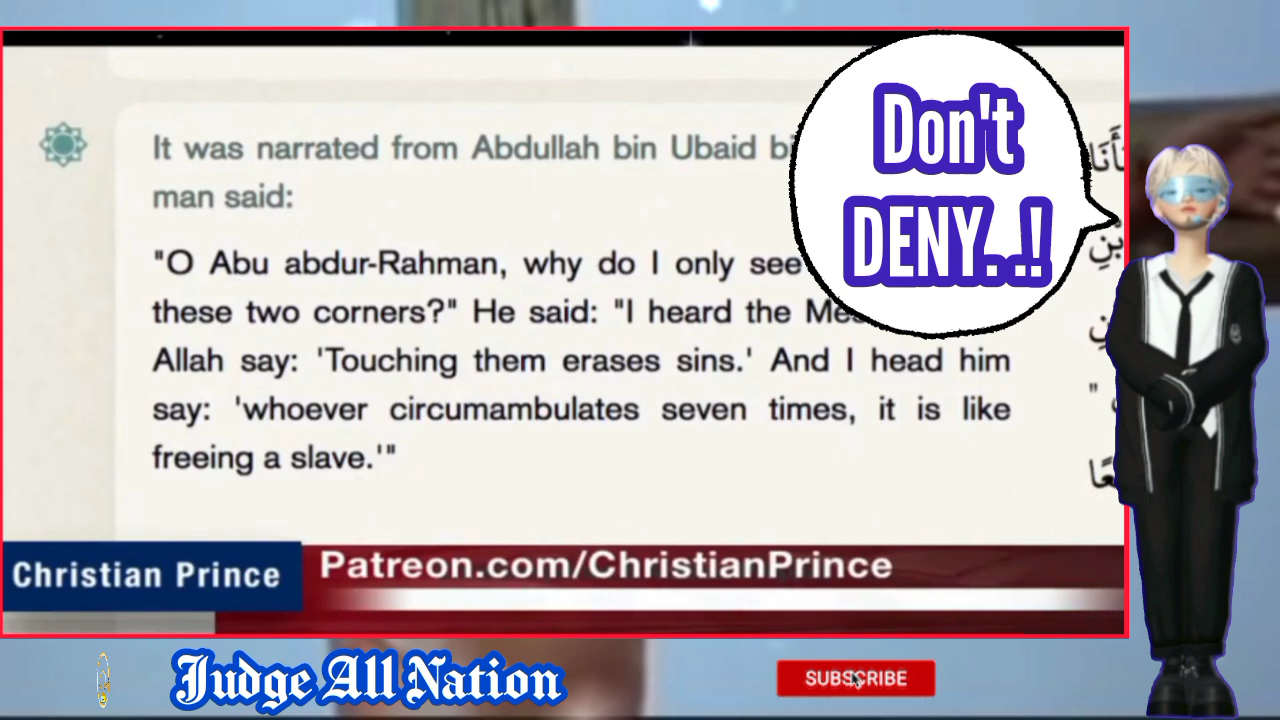 It was narrated from Abdullah bin Ubaid
man said:
"O Abu abdur-Rahman, why do I only see
these two corners?" He said: "I heard the
Allah say: 'Touching them erases sins.' And I head him
say: 'whoever circumambulates seven times, it is like
freeing a slave.'"
Don't
DENY..!
Christian Prince
Patreon.com/ChristianPrince
Judge All Nation
SUBSCRIBE